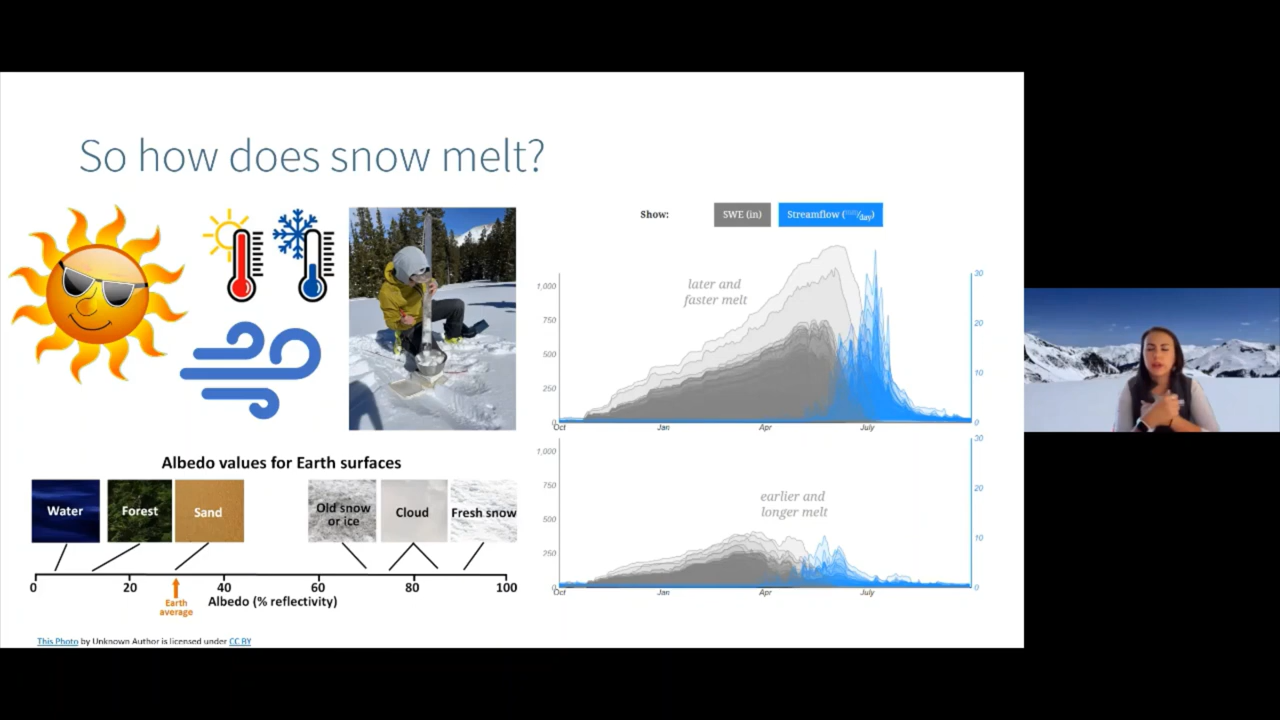 So how does snow melt?
Show:
SWE (in)
Streamflow (mm/day)
later and
faster melt
1,000
750
500
250
0
30
20
10
0
Oct
Jan
Apr
July
earlier and
longer melt
1,000
750
500
250
0
30
20
10
0
Oct
Jan
Apr
July
Albedo values for Earth surfaces
Water
Forest
Sand
Old snow
or ice
Cloud
Fresh snow
0
20
40
60
80
100
Earth
average
Albedo (% reflectivity)
This Photo by Unknown Author is licensed under CC BY